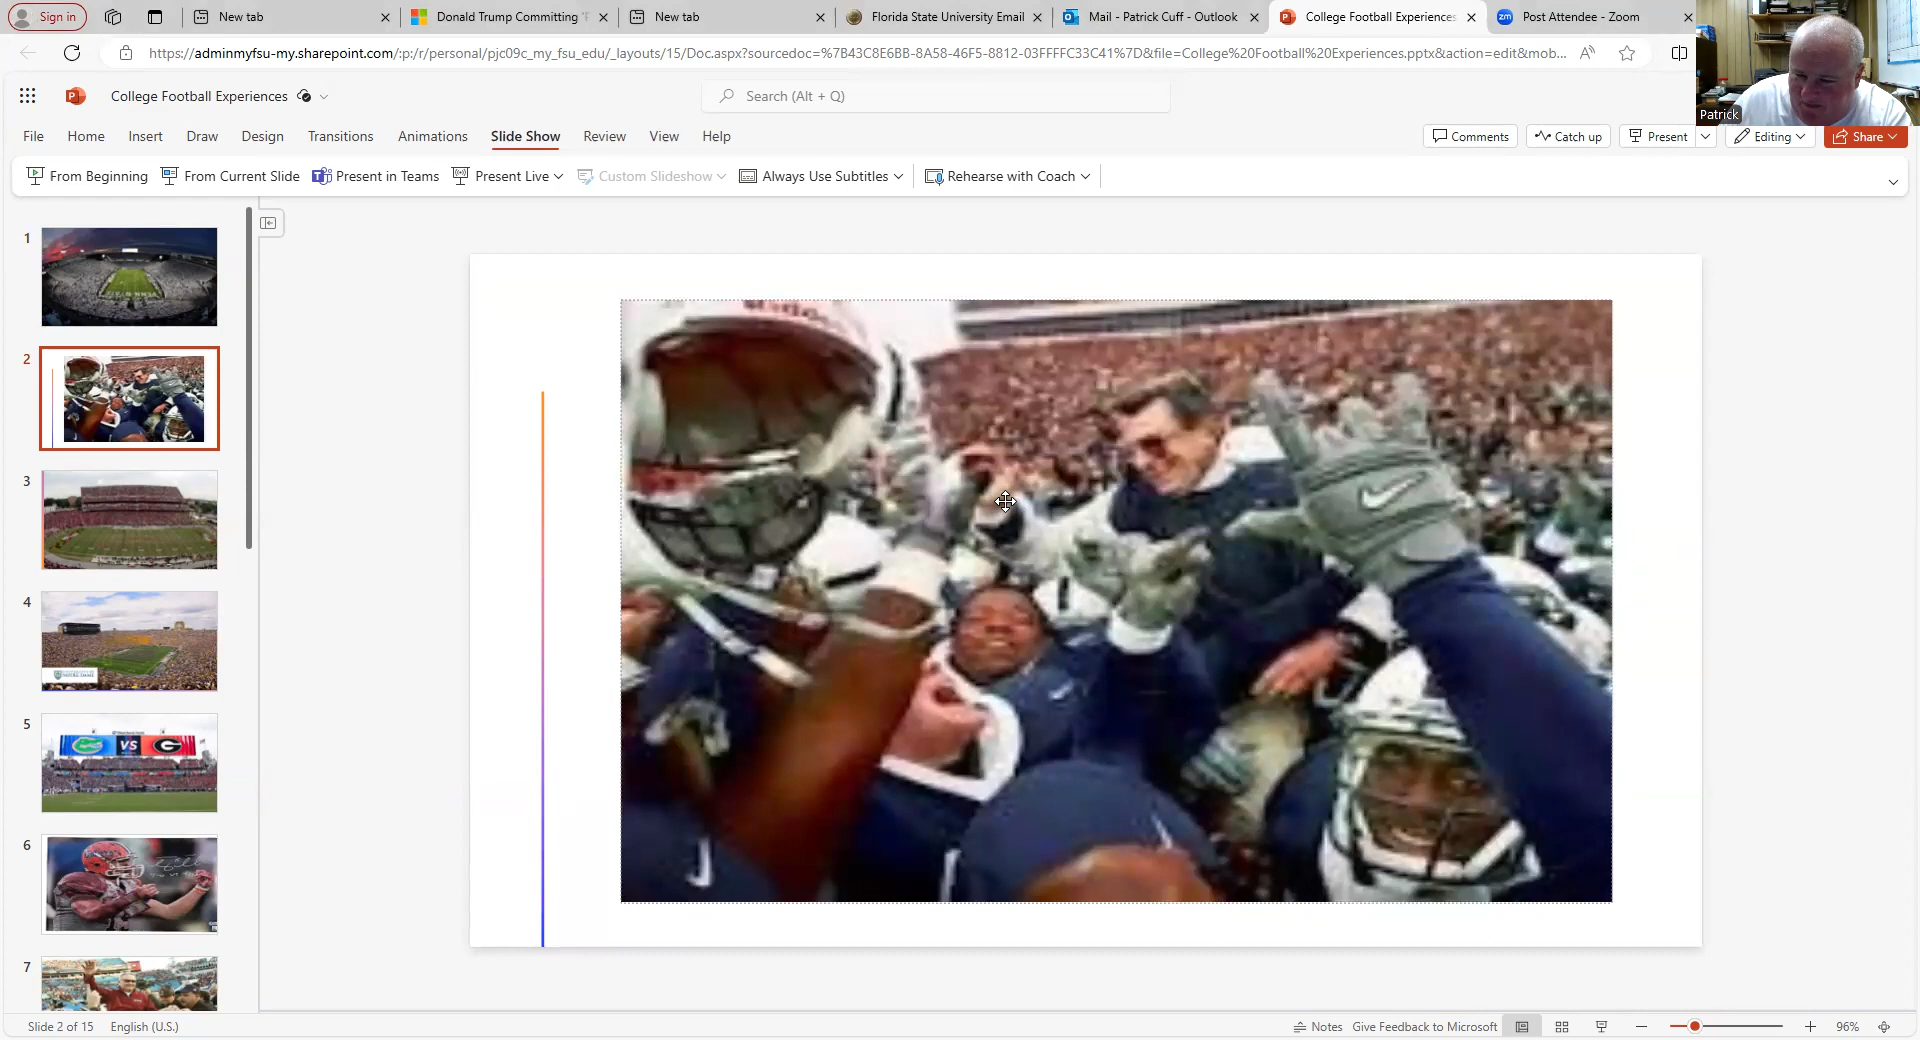 Sign in
New tab
Donald Trump Committing 'F
New tab
Florida State University Email
Mail - Patrick Cuff - Outlook
College Football Experiences
Post Attendee - Zoom
https://adminmyfsu-my.sharepoint.com/:p:/r/personal/pjc09c_my_fsu_edu/_layouts/15/Doc.aspx?sourcedoc=%7B43C8E6BB-8A58-46F5-8812-03FFFFC33C41%7D&file=College%20Football%20Experiences.pptx&action=edit&mob...
College Football Experiences
Search (Alt + Q)
Patrick
File Home Insert Draw Design Transitions Animations Slide Show Review View Help
Comments Catch up Present Editing Share
From Beginning From Current Slide Present in Teams Present Live Custom Slideshow Always Use Subtitles Rehearse with Coach
1
2
3
4
5
VS
G
6
7
Slide 2 of 15 English (U.S.)
Notes Give Feedback to Microsoft 96%